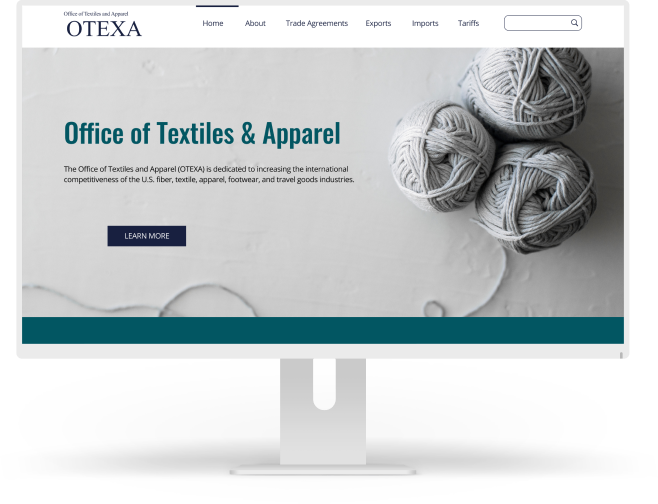 Office of Textiles and Apparel
OTEXA
Home About Trade Agreements Exports Imports Tariffs
Office of Textiles & Apparel
The Office of Textiles and Apparel (OTEXA) is dedicated to increasing the international
competitiveness of the U.S. fiber, textile, apparel, footwear, and travel goods industries.
LEARN MORE